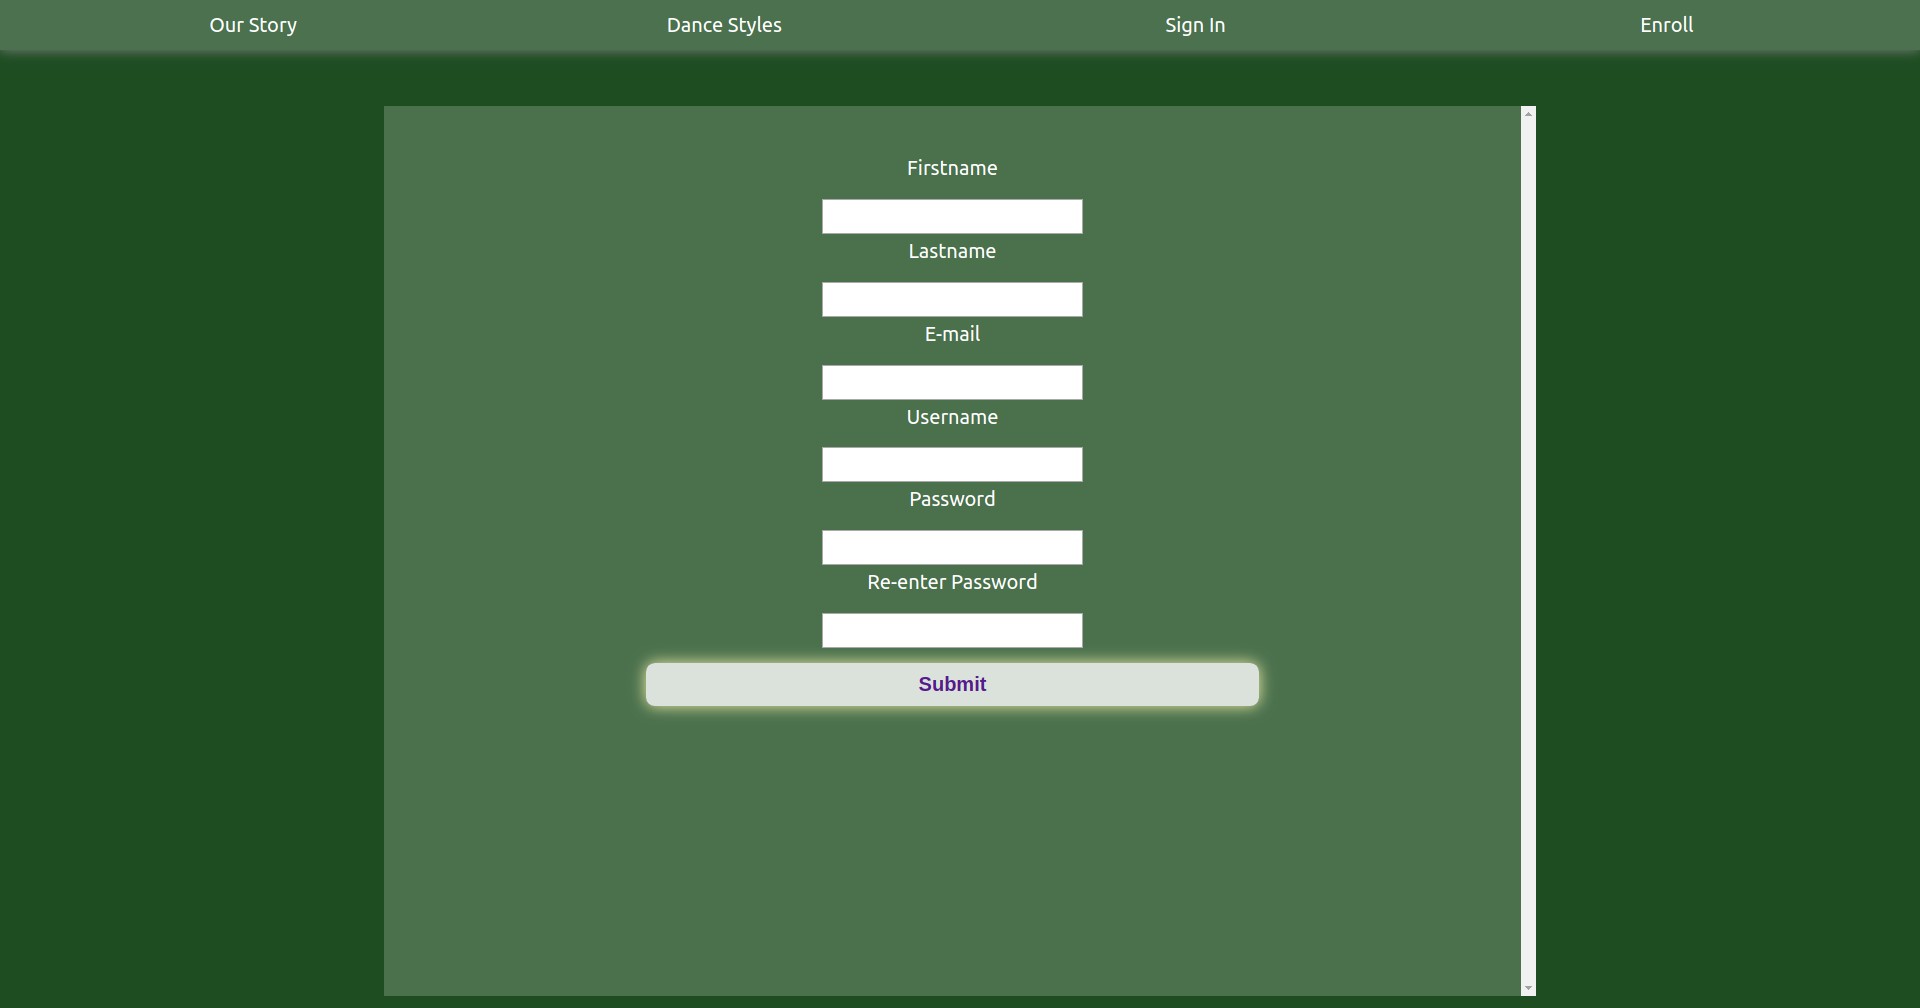 Our Story Dance Styles Sign In Enroll
Firstname
Lastname
E-mail
Username
Password
Re-enter Password
Submit